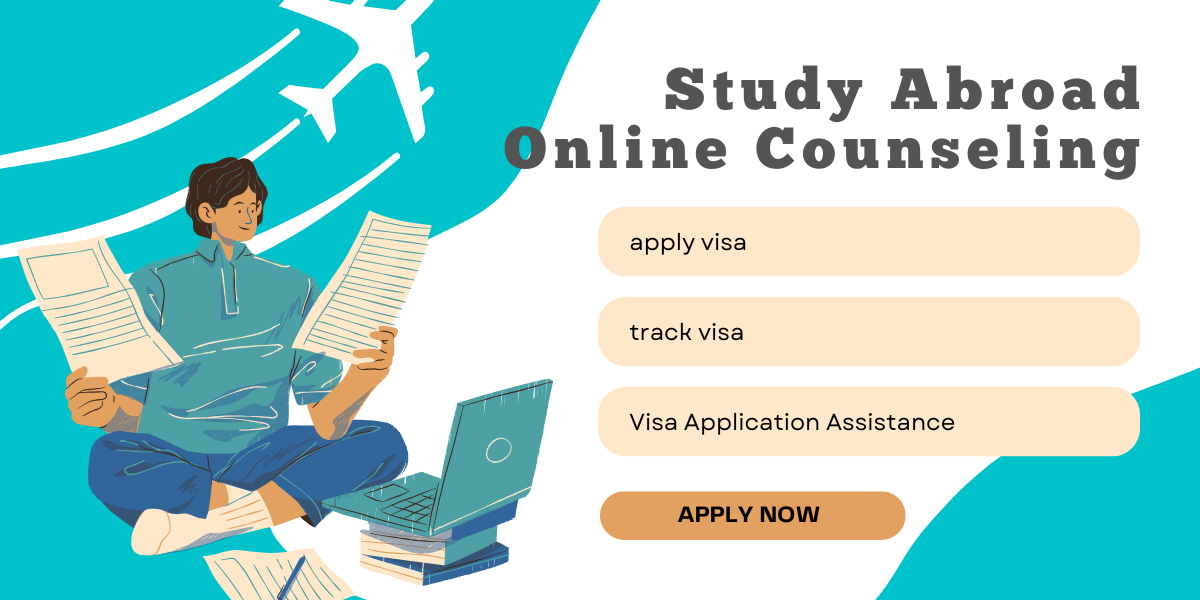 Study Abroad
Online Counseling
apply visa
track visa
Visa Application Assistance
APPLY NOW